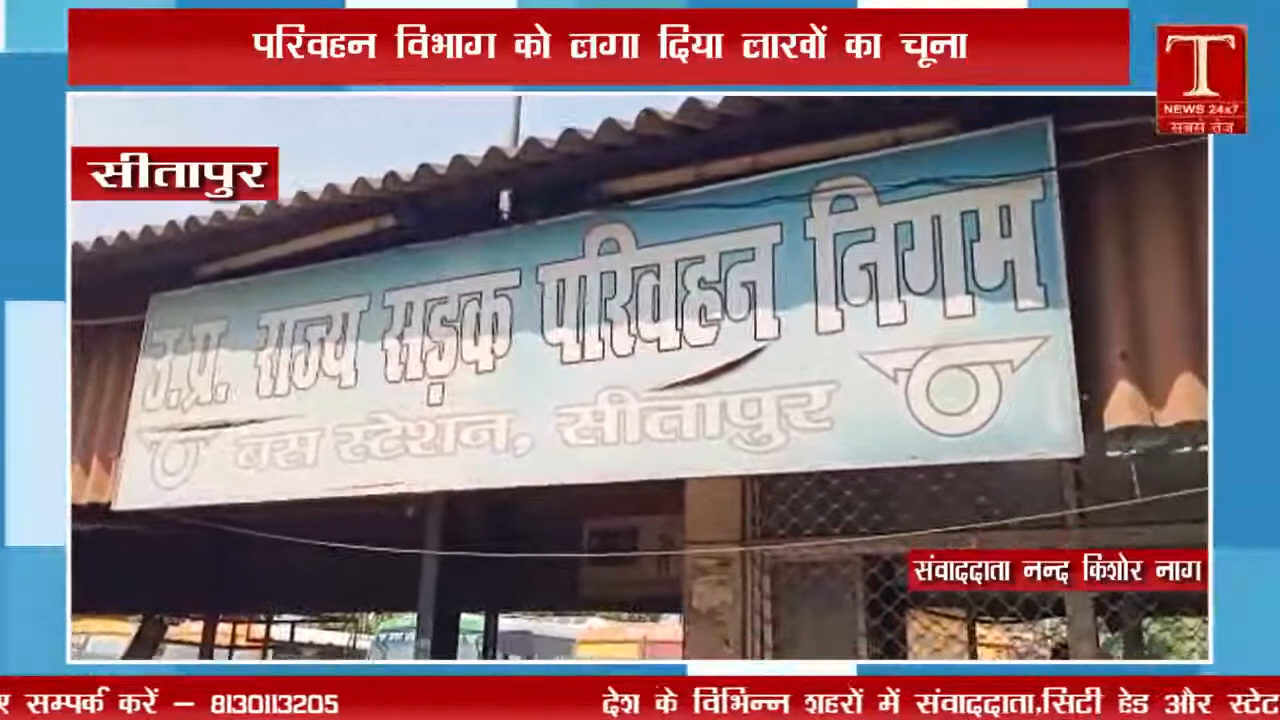 परिवहन विभाग को लगा दिया लाखों का चूना
T
NEWS 24x7
सबसे तेज
सीतापुर
उ.प्र. राज्य सड़क परिवहन निगम
बस स्टेशन, सीतापुर
संवाददाता नन्द किशोर नाग
सम्पर्क करें – 8130113205
देश के विभिन्न शहरों में संवाददाता,सिटी हेड और स्टेट